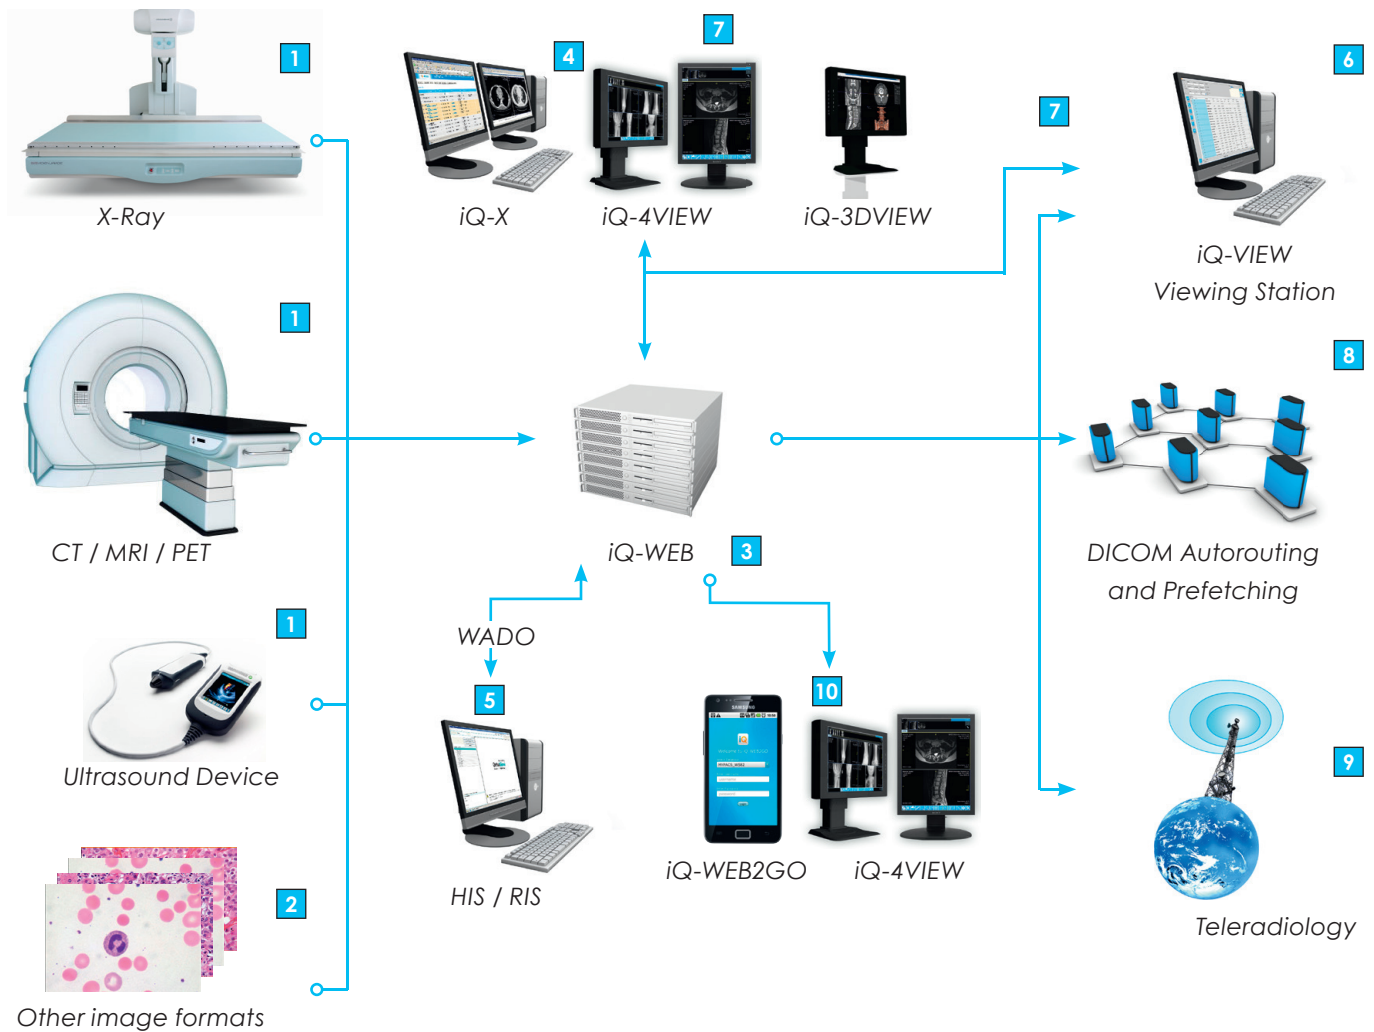 1
X-Ray
4
7
iQ-X
iQ-4VIEW
iQ-3DVIEW
7
6
iQ-VIEW
Viewing Station
1
CT / MRI / PET
iQ-WEB
3
8
DICOM Autorouting
and Prefetching
1
Ultrasound Device
WADO
5
HIS / RIS
10
SAMSUNG
iQ-WEB2GO
iQ-4VIEW
9
Teleradiology
2
Other image formats